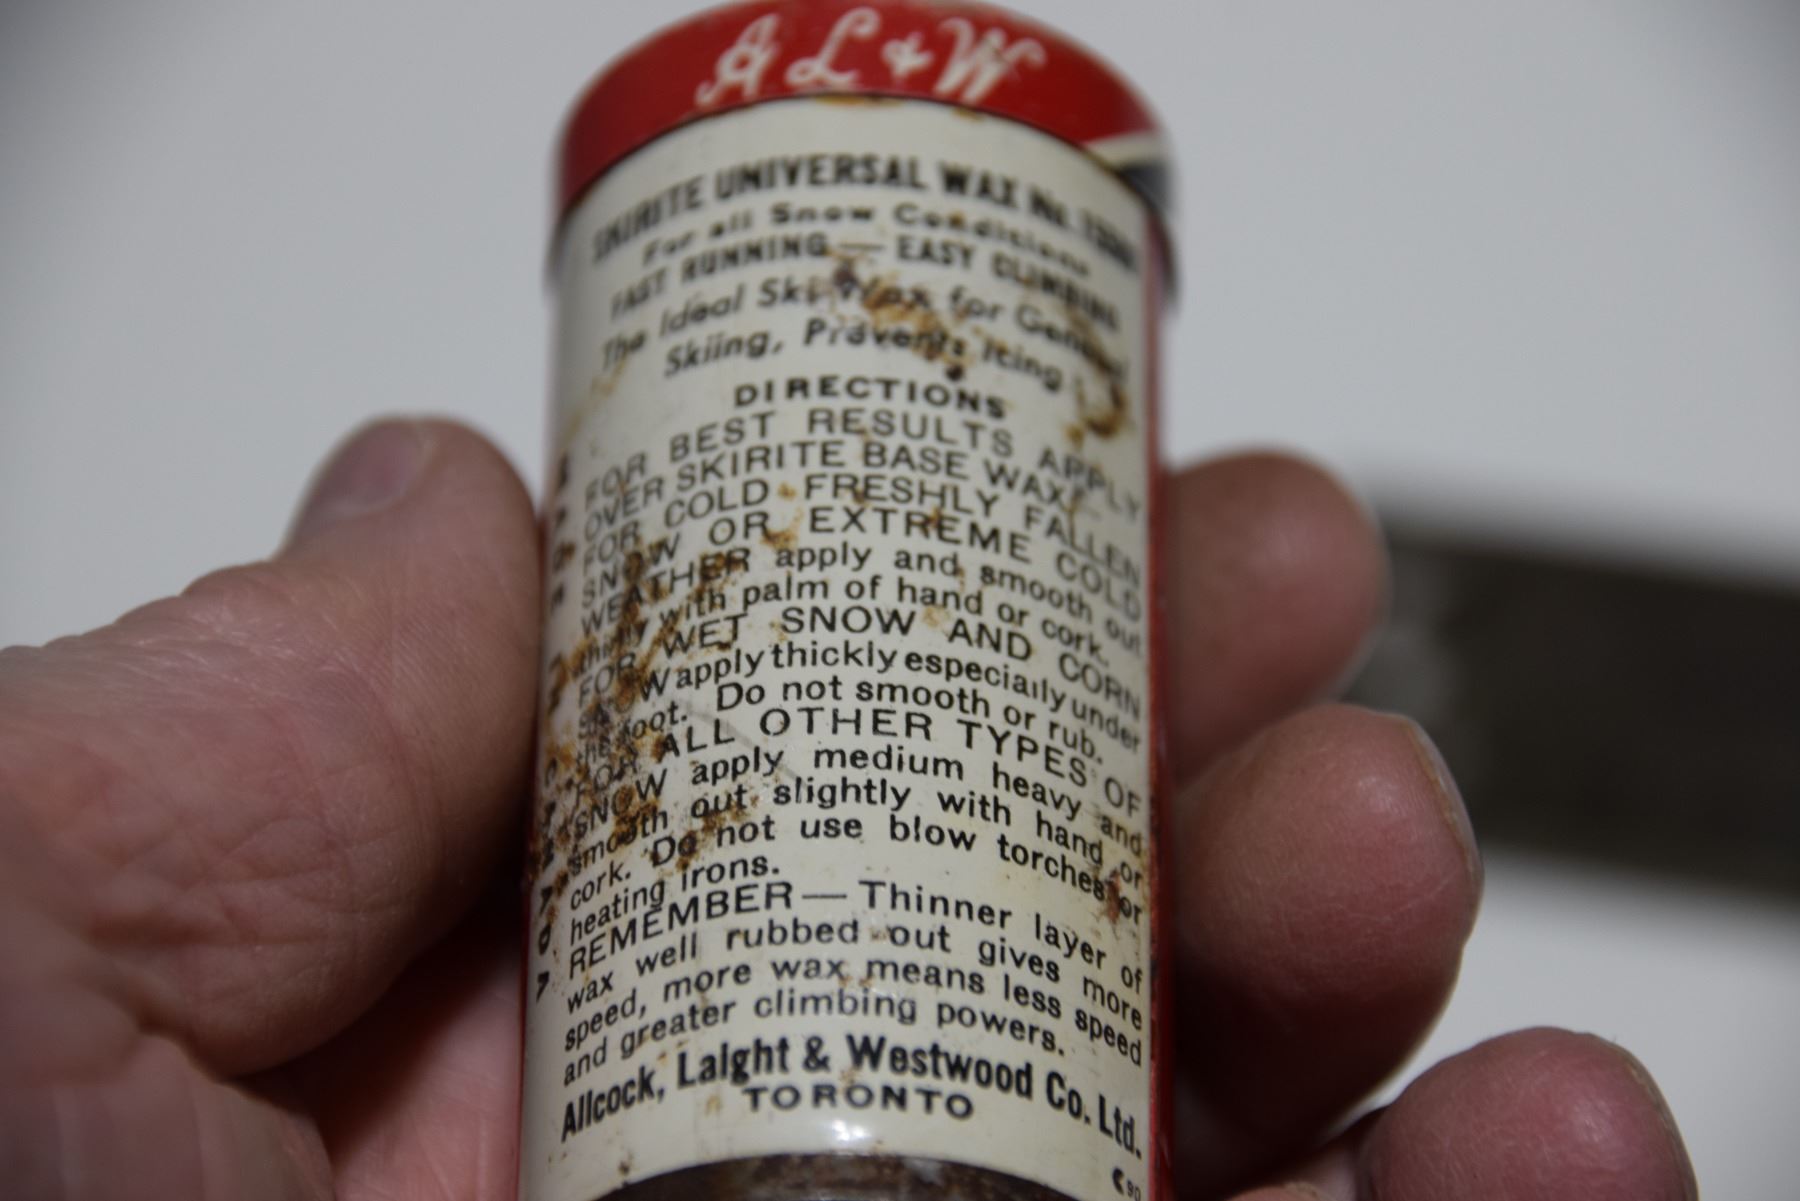 A L & W
SKIRITE UNIVERSAL WAX No.
For all Snow Conditions
FAST RUNNING — EASY CLIMBING
The Ideal Ski Wax for General
Skiing, Prevents Icing
DIRECTIONS
FOR BEST RESULTS APPLY
OVER SKIRITE BASE WAX.
FOR COLD FRESHLY FALLEN
SNOW OR EXTREME COLD
WEATHER apply and smooth out
thinly with palm of hand or cork.
FOR WET SNOW AND CORN
SNOW apply thickly especially under
the foot. Do not smooth or rub.
FOR ALL OTHER TYPES OF
SNOW apply medium heavy and
smooth out slightly with hand or
cork. Do not use blow torches or
heating irons.
REMEMBER — Thinner layer of
wax well rubbed out gives more
speed, more wax means less speed
and greater climbing powers.
Allcock, Laight & Westwood Co. Ltd.
TORONTO
C 90